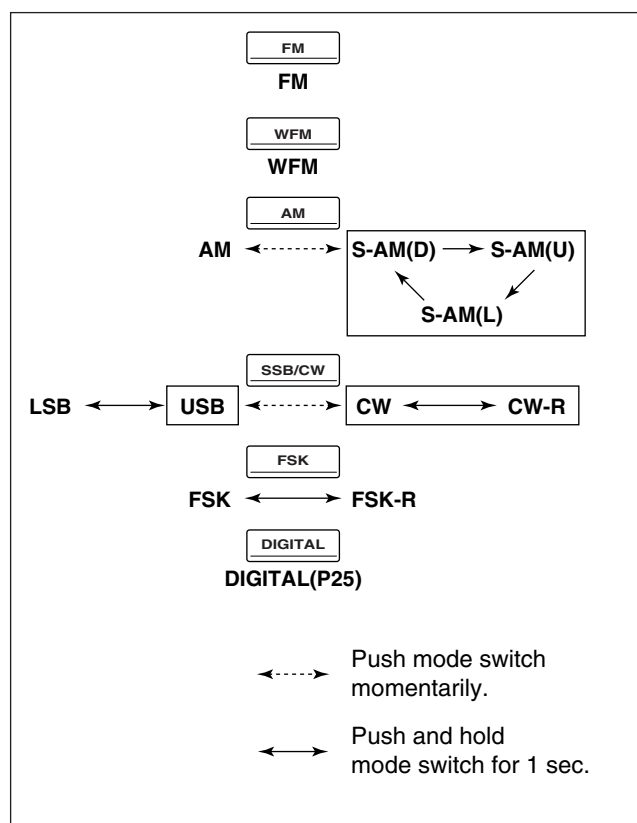 FM
FM
WFM
WFM
AM
AM S-AM(D) S-AM(U)
S-AM(L)
SSB/CW
LSB USB CW CW-R
FSK
FSK FSK-R
DIGITAL
DIGITAL(P25)
Push mode switch
momentarily.
Push and hold
mode switch for 1 sec.